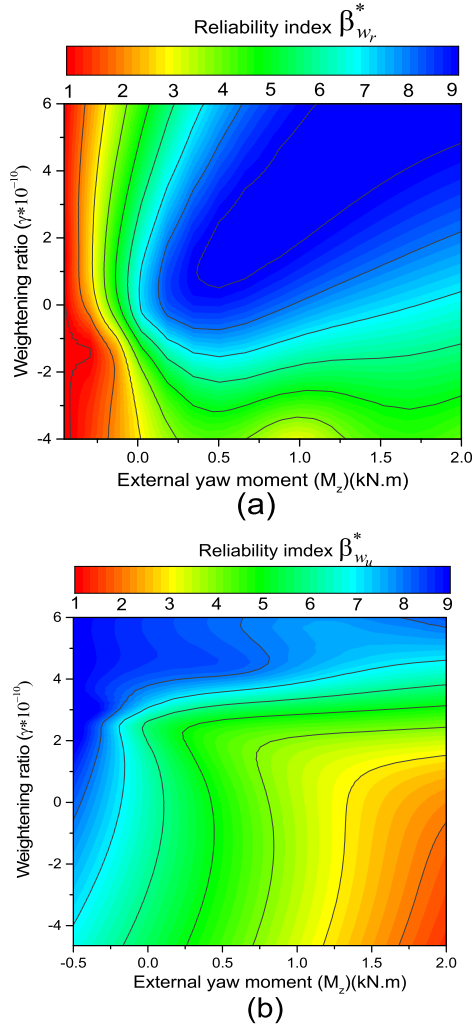 Reliability index β*wr
1 2 3 4 5 6 7 8 9
6
4
2
0
-2
-4
Weightening ratio (γ*10⁻¹⁰)
0.0 0.5 1.0 1.5 2.0
External yaw moment (Mz)(kN.m)
(a)
Reliability imdex β*wu
1 2 3 4 5 6 7 8 9
6
4
2
0
-2
-4
Weightening ratio (γ*10⁻¹⁰)
-0.5 0.0 0.5 1.0 1.5 2.0
External yaw moment (Mz)(kN.m)
(b)